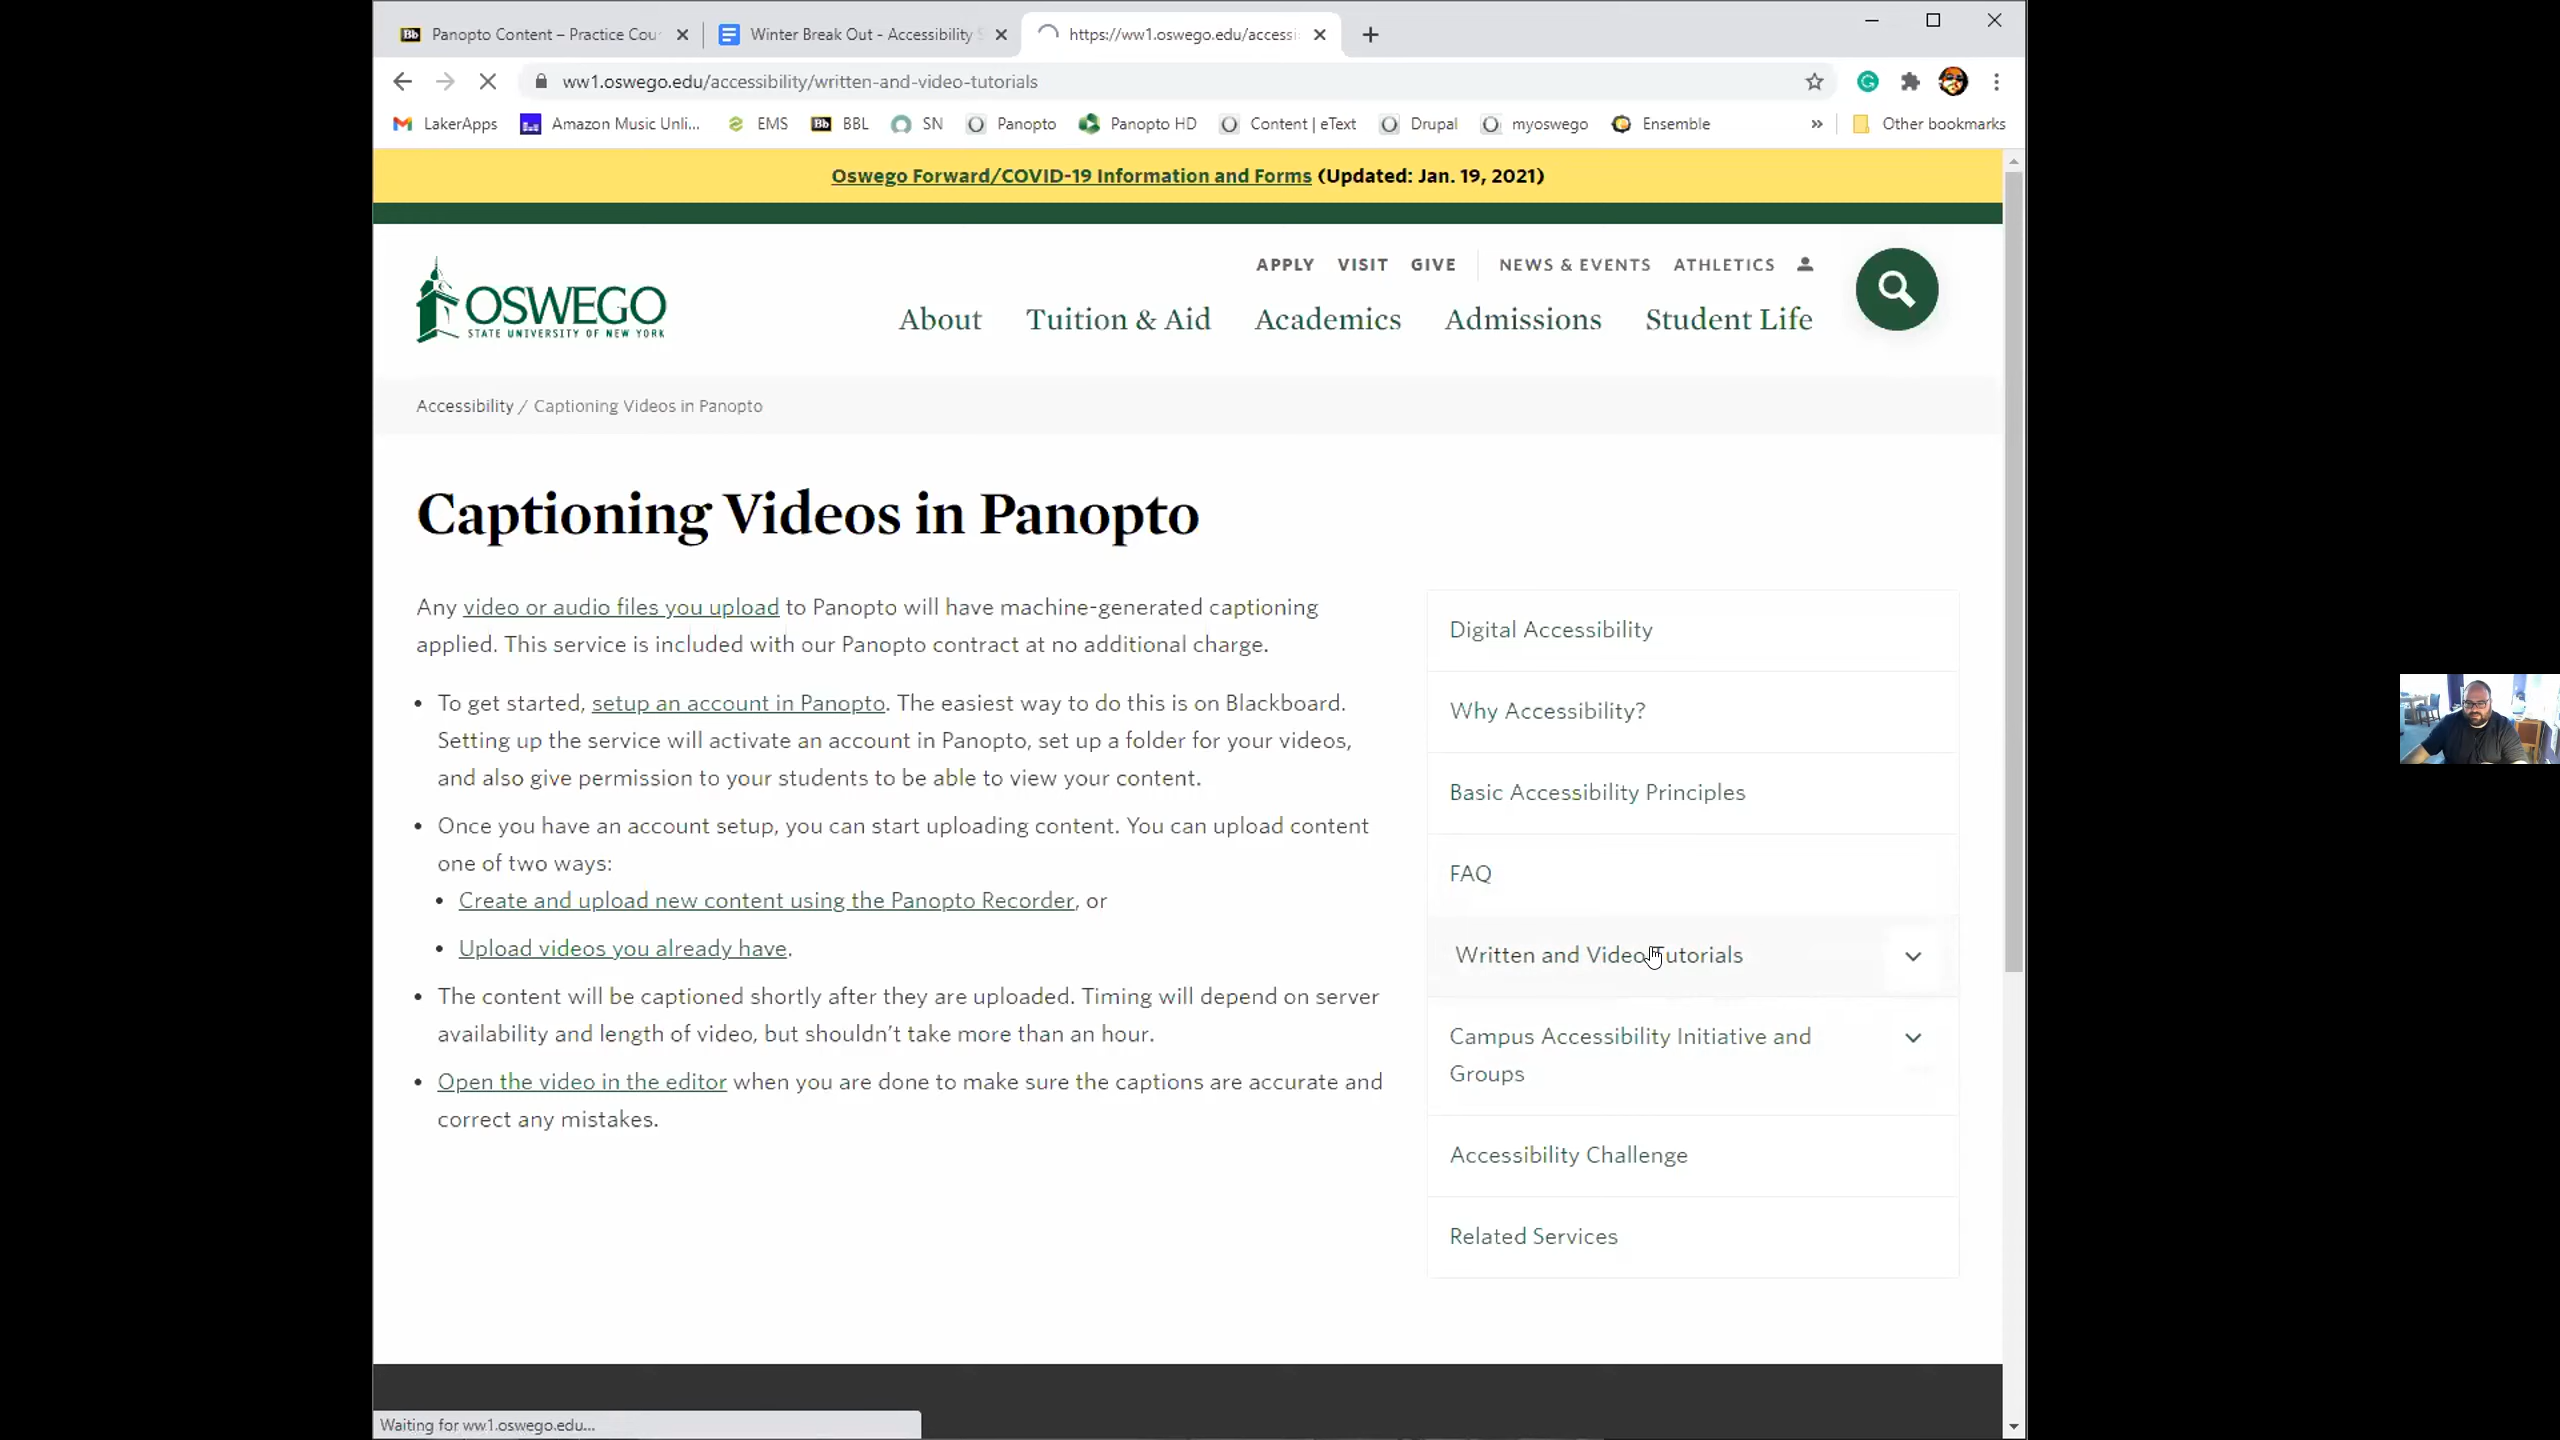 Panopto Content – Practice Cou
Winter Break Out - Accessibility S
https://ww1.oswego.edu/accessi
ww1.oswego.edu/accessibility/written-and-video-tutorials
LakerApps
Amazon Music Unli...
EMS
Bb BBL
SN
Panopto
Panopto HD
Content | eText
Drupal
myoswego
Ensemble
»
Other bookmarks
Oswego Forward/COVID-19 Information and Forms (Updated: Jan. 19, 2021)
APPLY VISIT GIVE NEWS & EVENTS ATHLETICS
OSWEGO
STATE UNIVERSITY OF NEW YORK
About Tuition & Aid Academics Admissions Student Life
Accessibility / Captioning Videos in Panopto
Captioning Videos in Panopto
Any video or audio files you upload to Panopto will have machine-generated captioning
applied. This service is included with our Panopto contract at no additional charge.
• To get started, setup an account in Panopto. The easiest way to do this is on Blackboard.
Setting up the service will activate an account in Panopto, set up a folder for your videos,
and also give permission to your students to be able to view your content.
• Once you have an account setup, you can start uploading content. You can upload content
one of two ways:
• Create and upload new content using the Panopto Recorder, or
• Upload videos you already have.
• The content will be captioned shortly after they are uploaded. Timing will depend on server
availability and length of video, but shouldn't take more than an hour.
• Open the video in the editor when you are done to make sure the captions are accurate and
correct any mistakes.
Digital Accessibility
Why Accessibility?
Basic Accessibility Principles
FAQ
Written and Video Tutorials
Campus Accessibility Initiative and
Groups
Accessibility Challenge
Related Services
Waiting for ww1.oswego.edu...